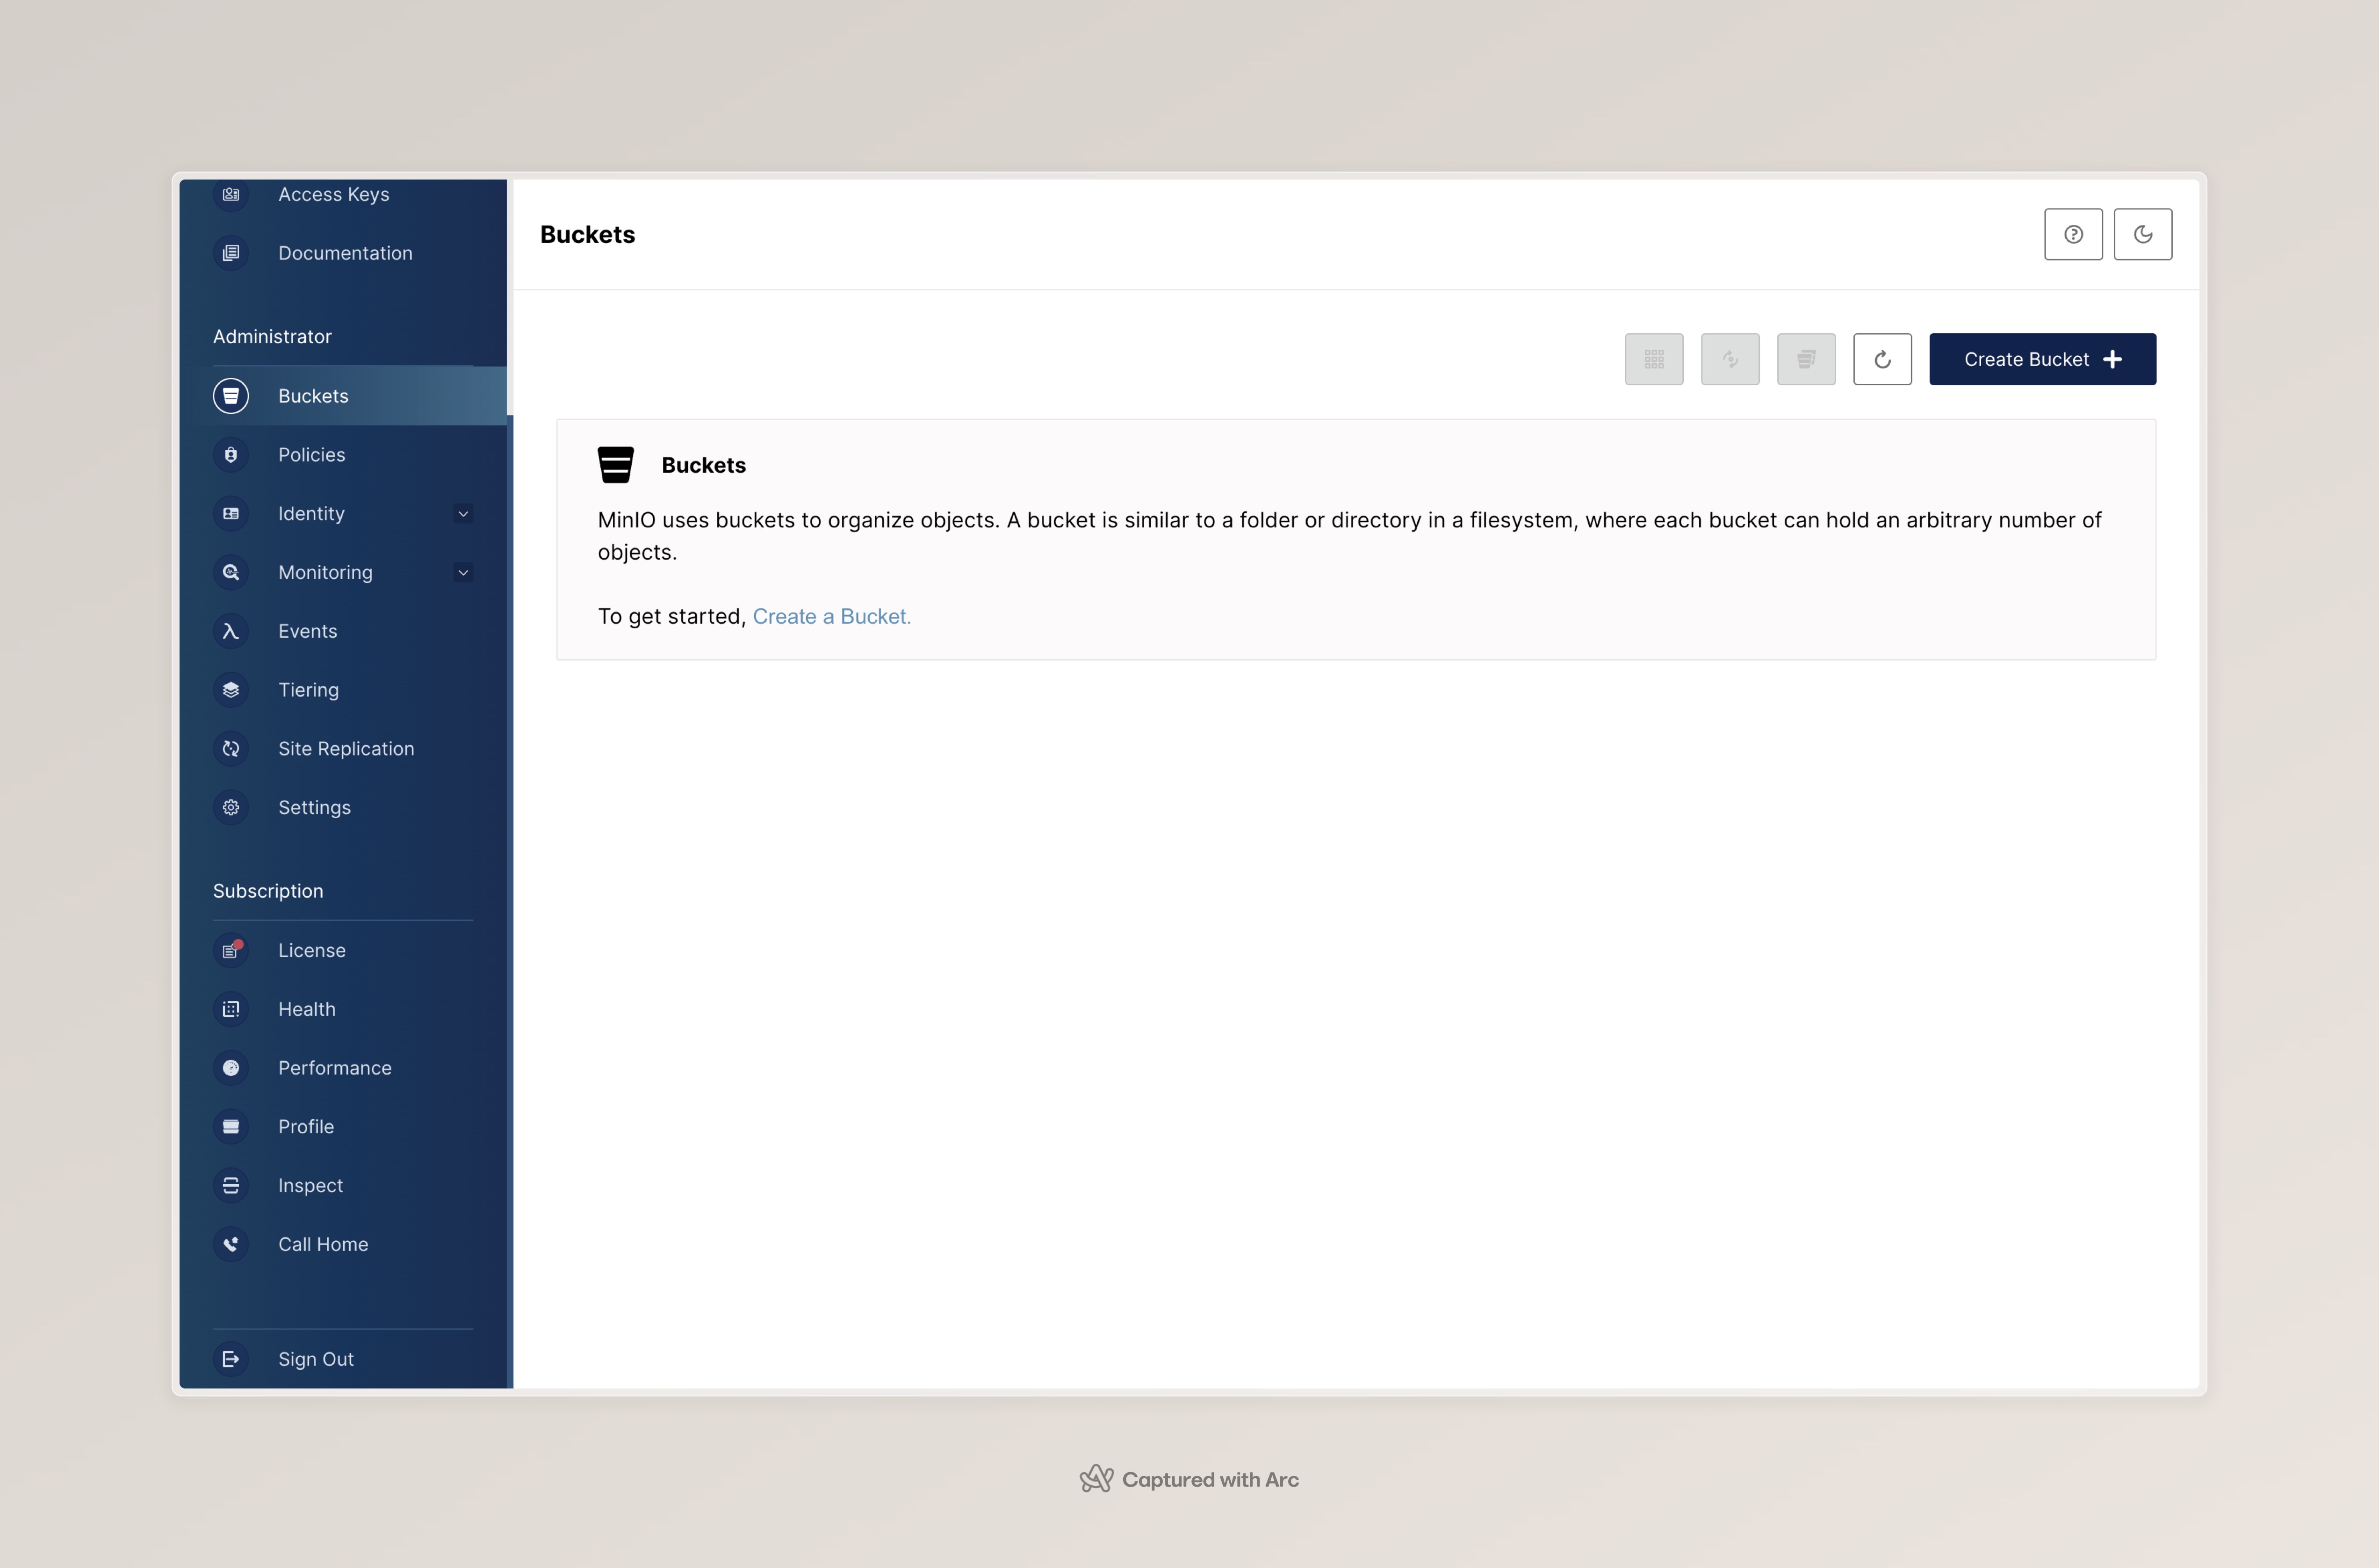 Access Keys
Documentation
Administrator
Buckets
Policies
Identity
Monitoring
Events
Tiering
Site Replication
Settings
Subscription
License
Health
Performance
Profile
Inspect
Call Home
Sign Out
Buckets
Create Bucket
Buckets
MinIO uses buckets to organize objects. A bucket is similar to a folder or directory in a filesystem, where each bucket can hold an arbitrary number of
objects.
To get started, Create a Bucket.
Captured with Arc